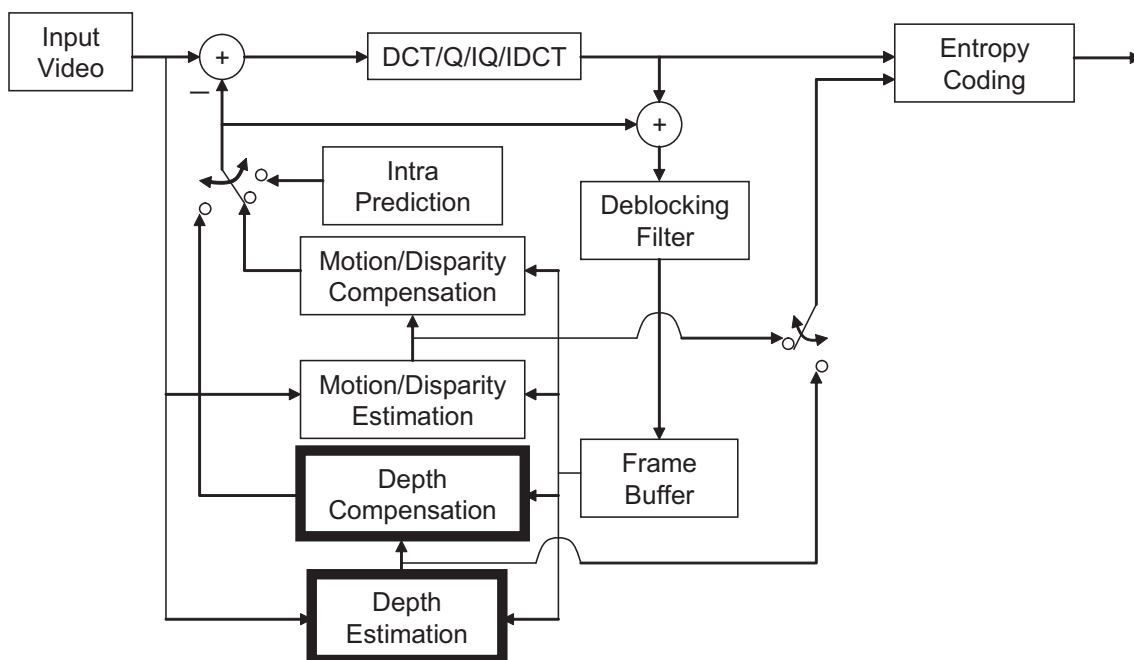 Input
Video
+
DCT/Q/IQ/IDCT
Entropy
Coding
−
+
Intra
Prediction
Deblocking
Filter
Motion/Disparity
Compensation
Motion/Disparity
Estimation
Depth
Compensation
Frame
Buffer
Depth
Estimation